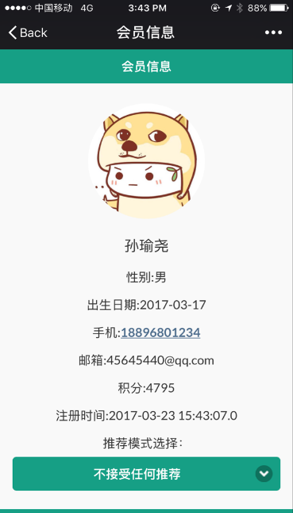 中国移动 4G 3:43 PM 88%
Back 会员信息
会员信息
孙瑜尧
性别:男
出生日期:2017-03-17
手机:18896801234
邮箱:45645440@qq.com
积分:4795
注册时间:2017-03-23 15:43:07.0
推荐模式选择：
不接受任何推荐